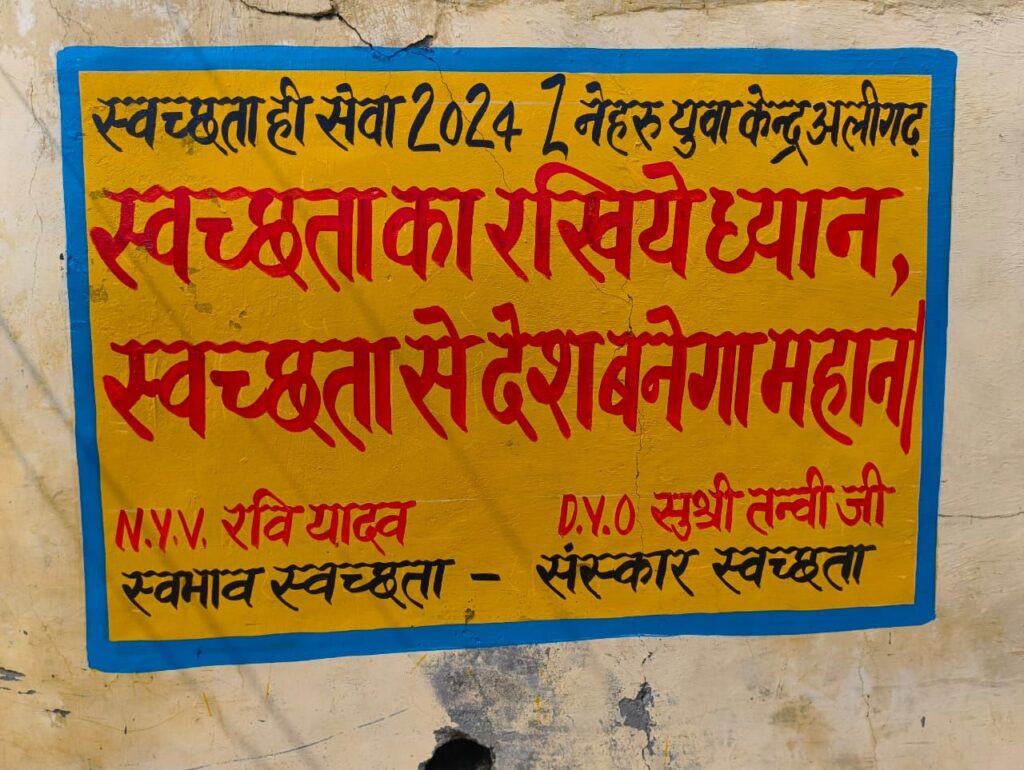 स्वच्छता ही सेवा 2024 { नेहरु युवा केन्द्र अलीगढ़
स्वच्छता का रखिये ध्यान,
स्वच्छता से देश बनेगा महान।
N.Y.V. रवि यादव D.Y.O सुश्री तन्वी जी
स्वभाव स्वच्छता - संस्कार स्वच्छता